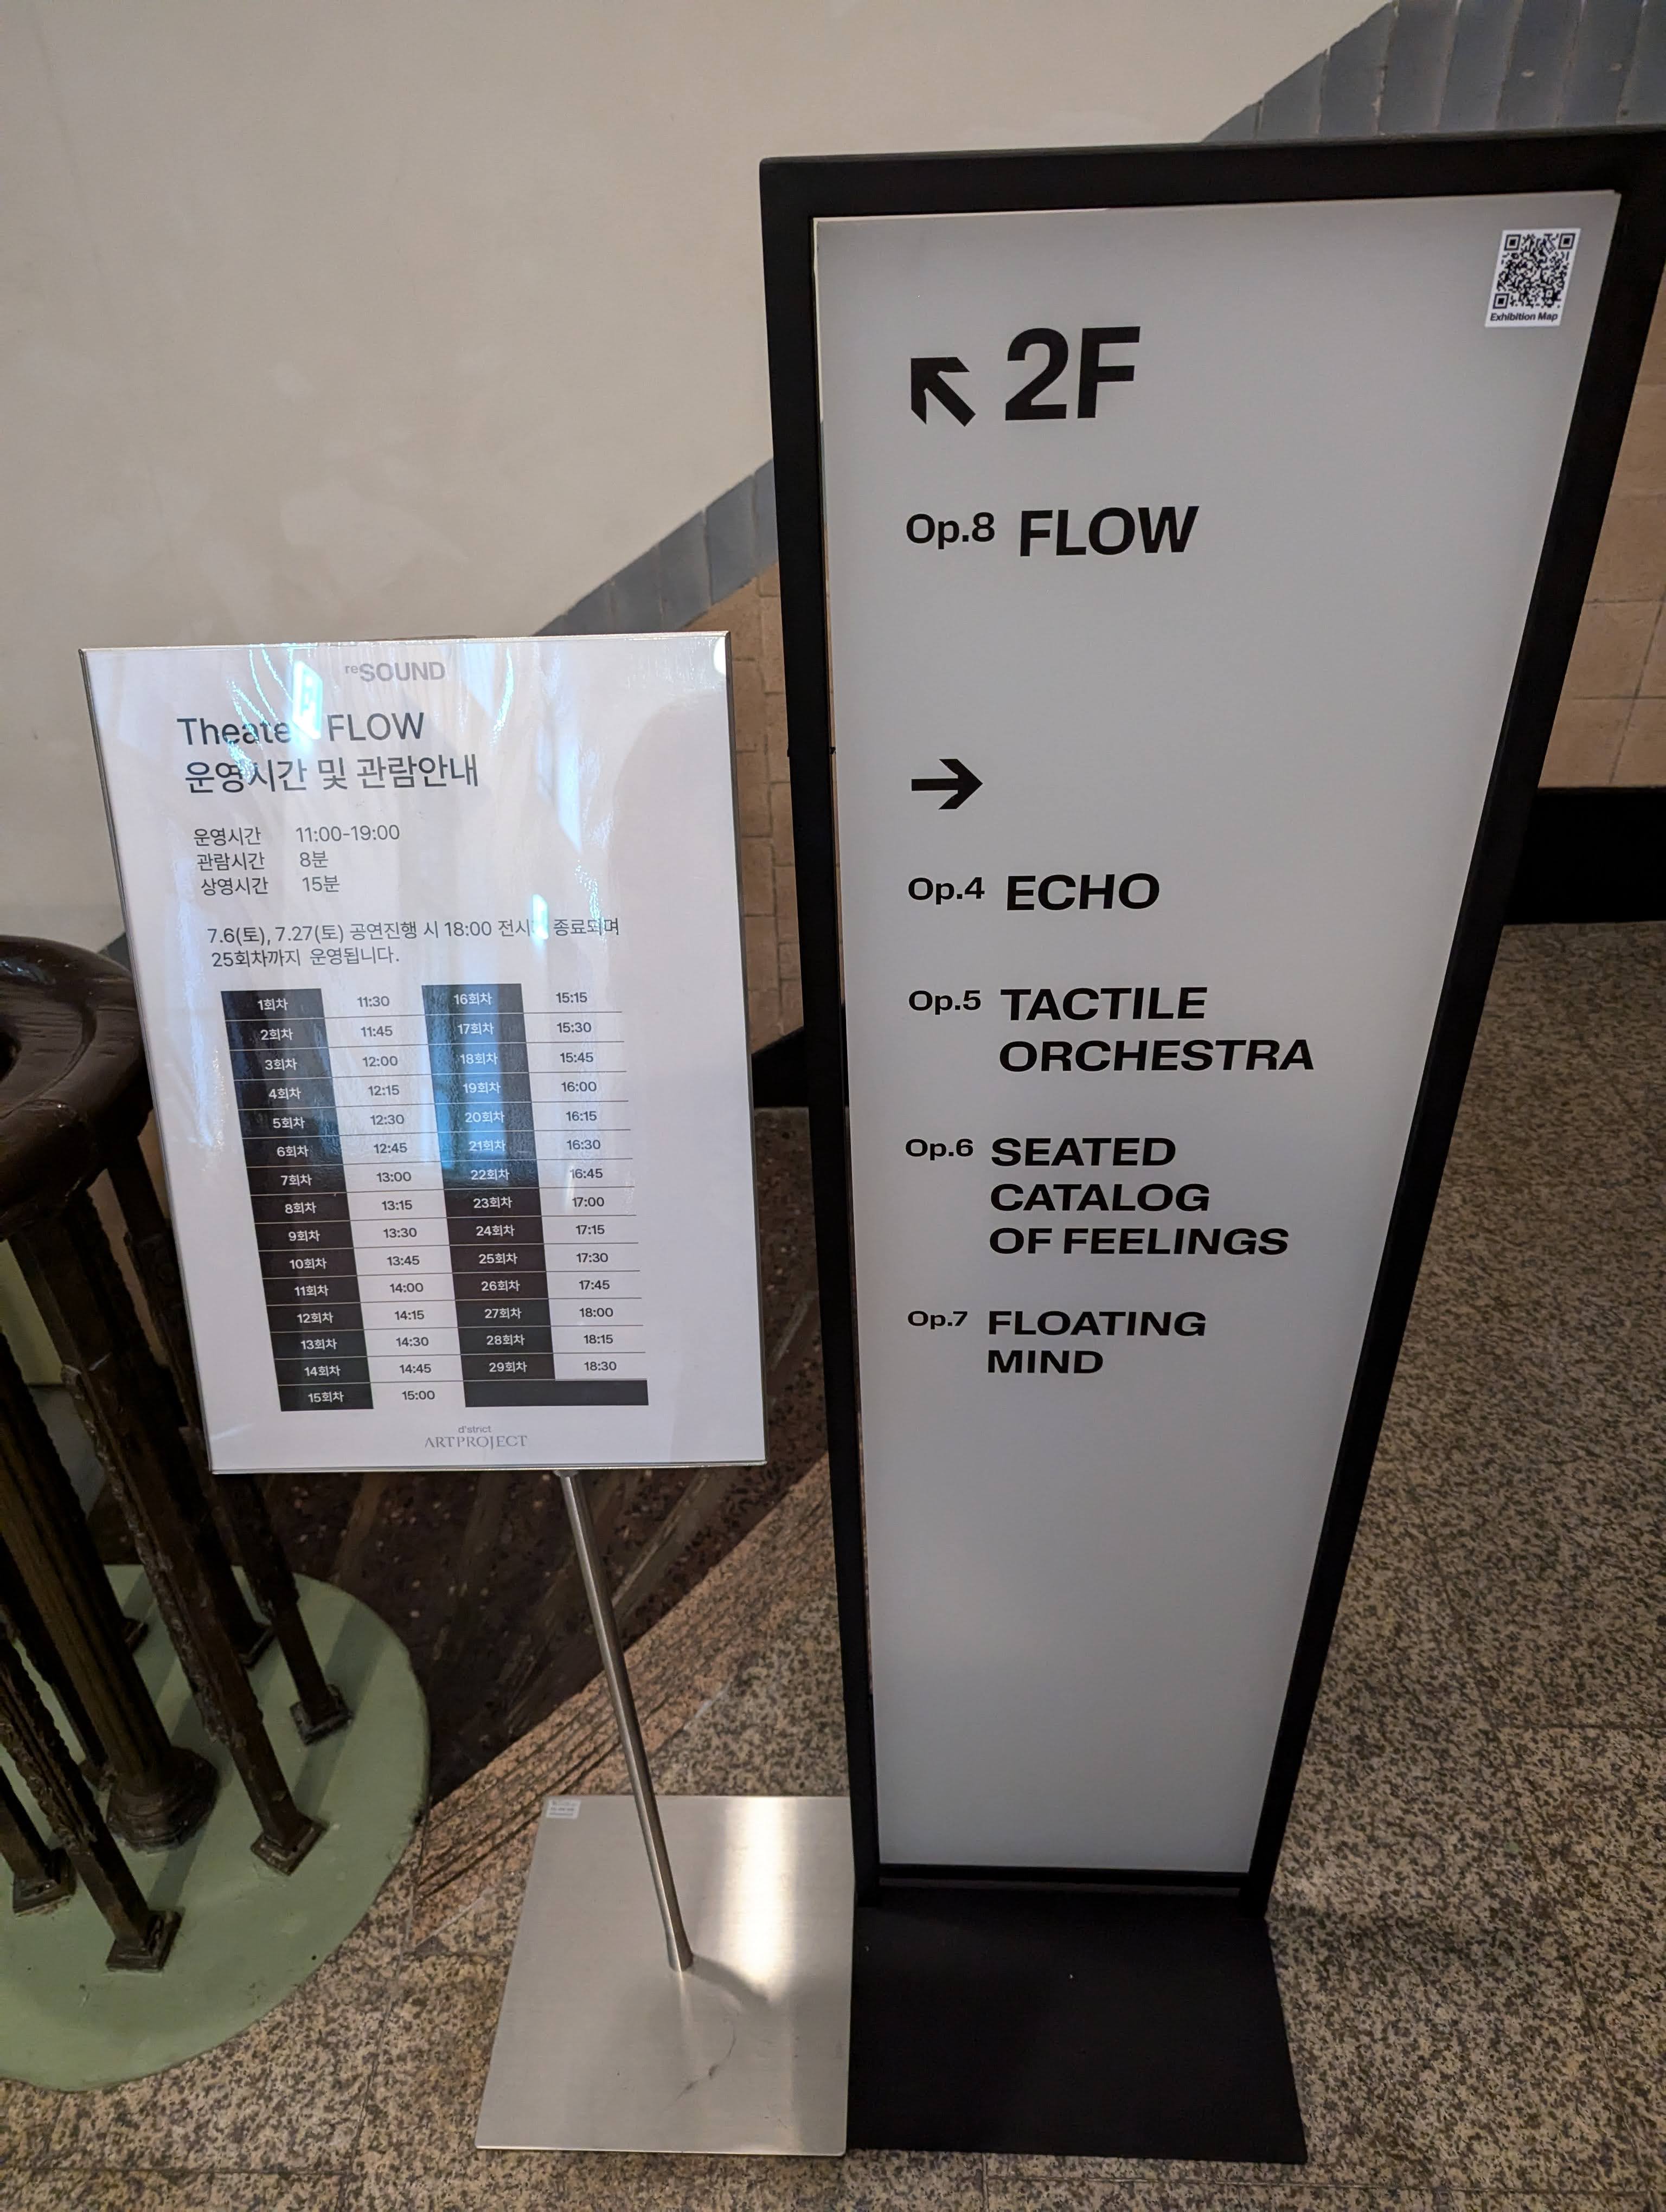 reSOUND
Theater FLOW
운영시간 및 관람안내
운영시간 11:00-19:00
관람시간 8분
상영시간 15분
7.6(토), 7.27(토) 공연진행 시 18:00 종료되며
25회차까지 운영됩니다.
1회차 11:30 16회차 15:15
2회차 11:45 17회차 15:30
3회차 12:00 18회차 15:45
4회차 12:15 19회차 16:00
5회차 12:30 20회차 16:15
6회차 12:45 21회차 16:30
7회차 13:00 22회차 16:45
8회차 13:15 23회차 17:00
9회차 13:30 24회차 17:15
10회차 13:45 25회차 17:30
11회차 14:00 26회차 17:45
12회차 14:15 27회차 18:00
13회차 14:30 28회차 18:15
14회차 14:45 29회차 18:30
15회차 15:00
d'strict
ARTPROJECT
Exhibition Map
2F
Op.8 FLOW
Op.4 ECHO
Op.5 TACTILE
ORCHESTRA
Op.6 SEATED
CATALOG
OF FEELINGS
Op.7 FLOATING
MIND